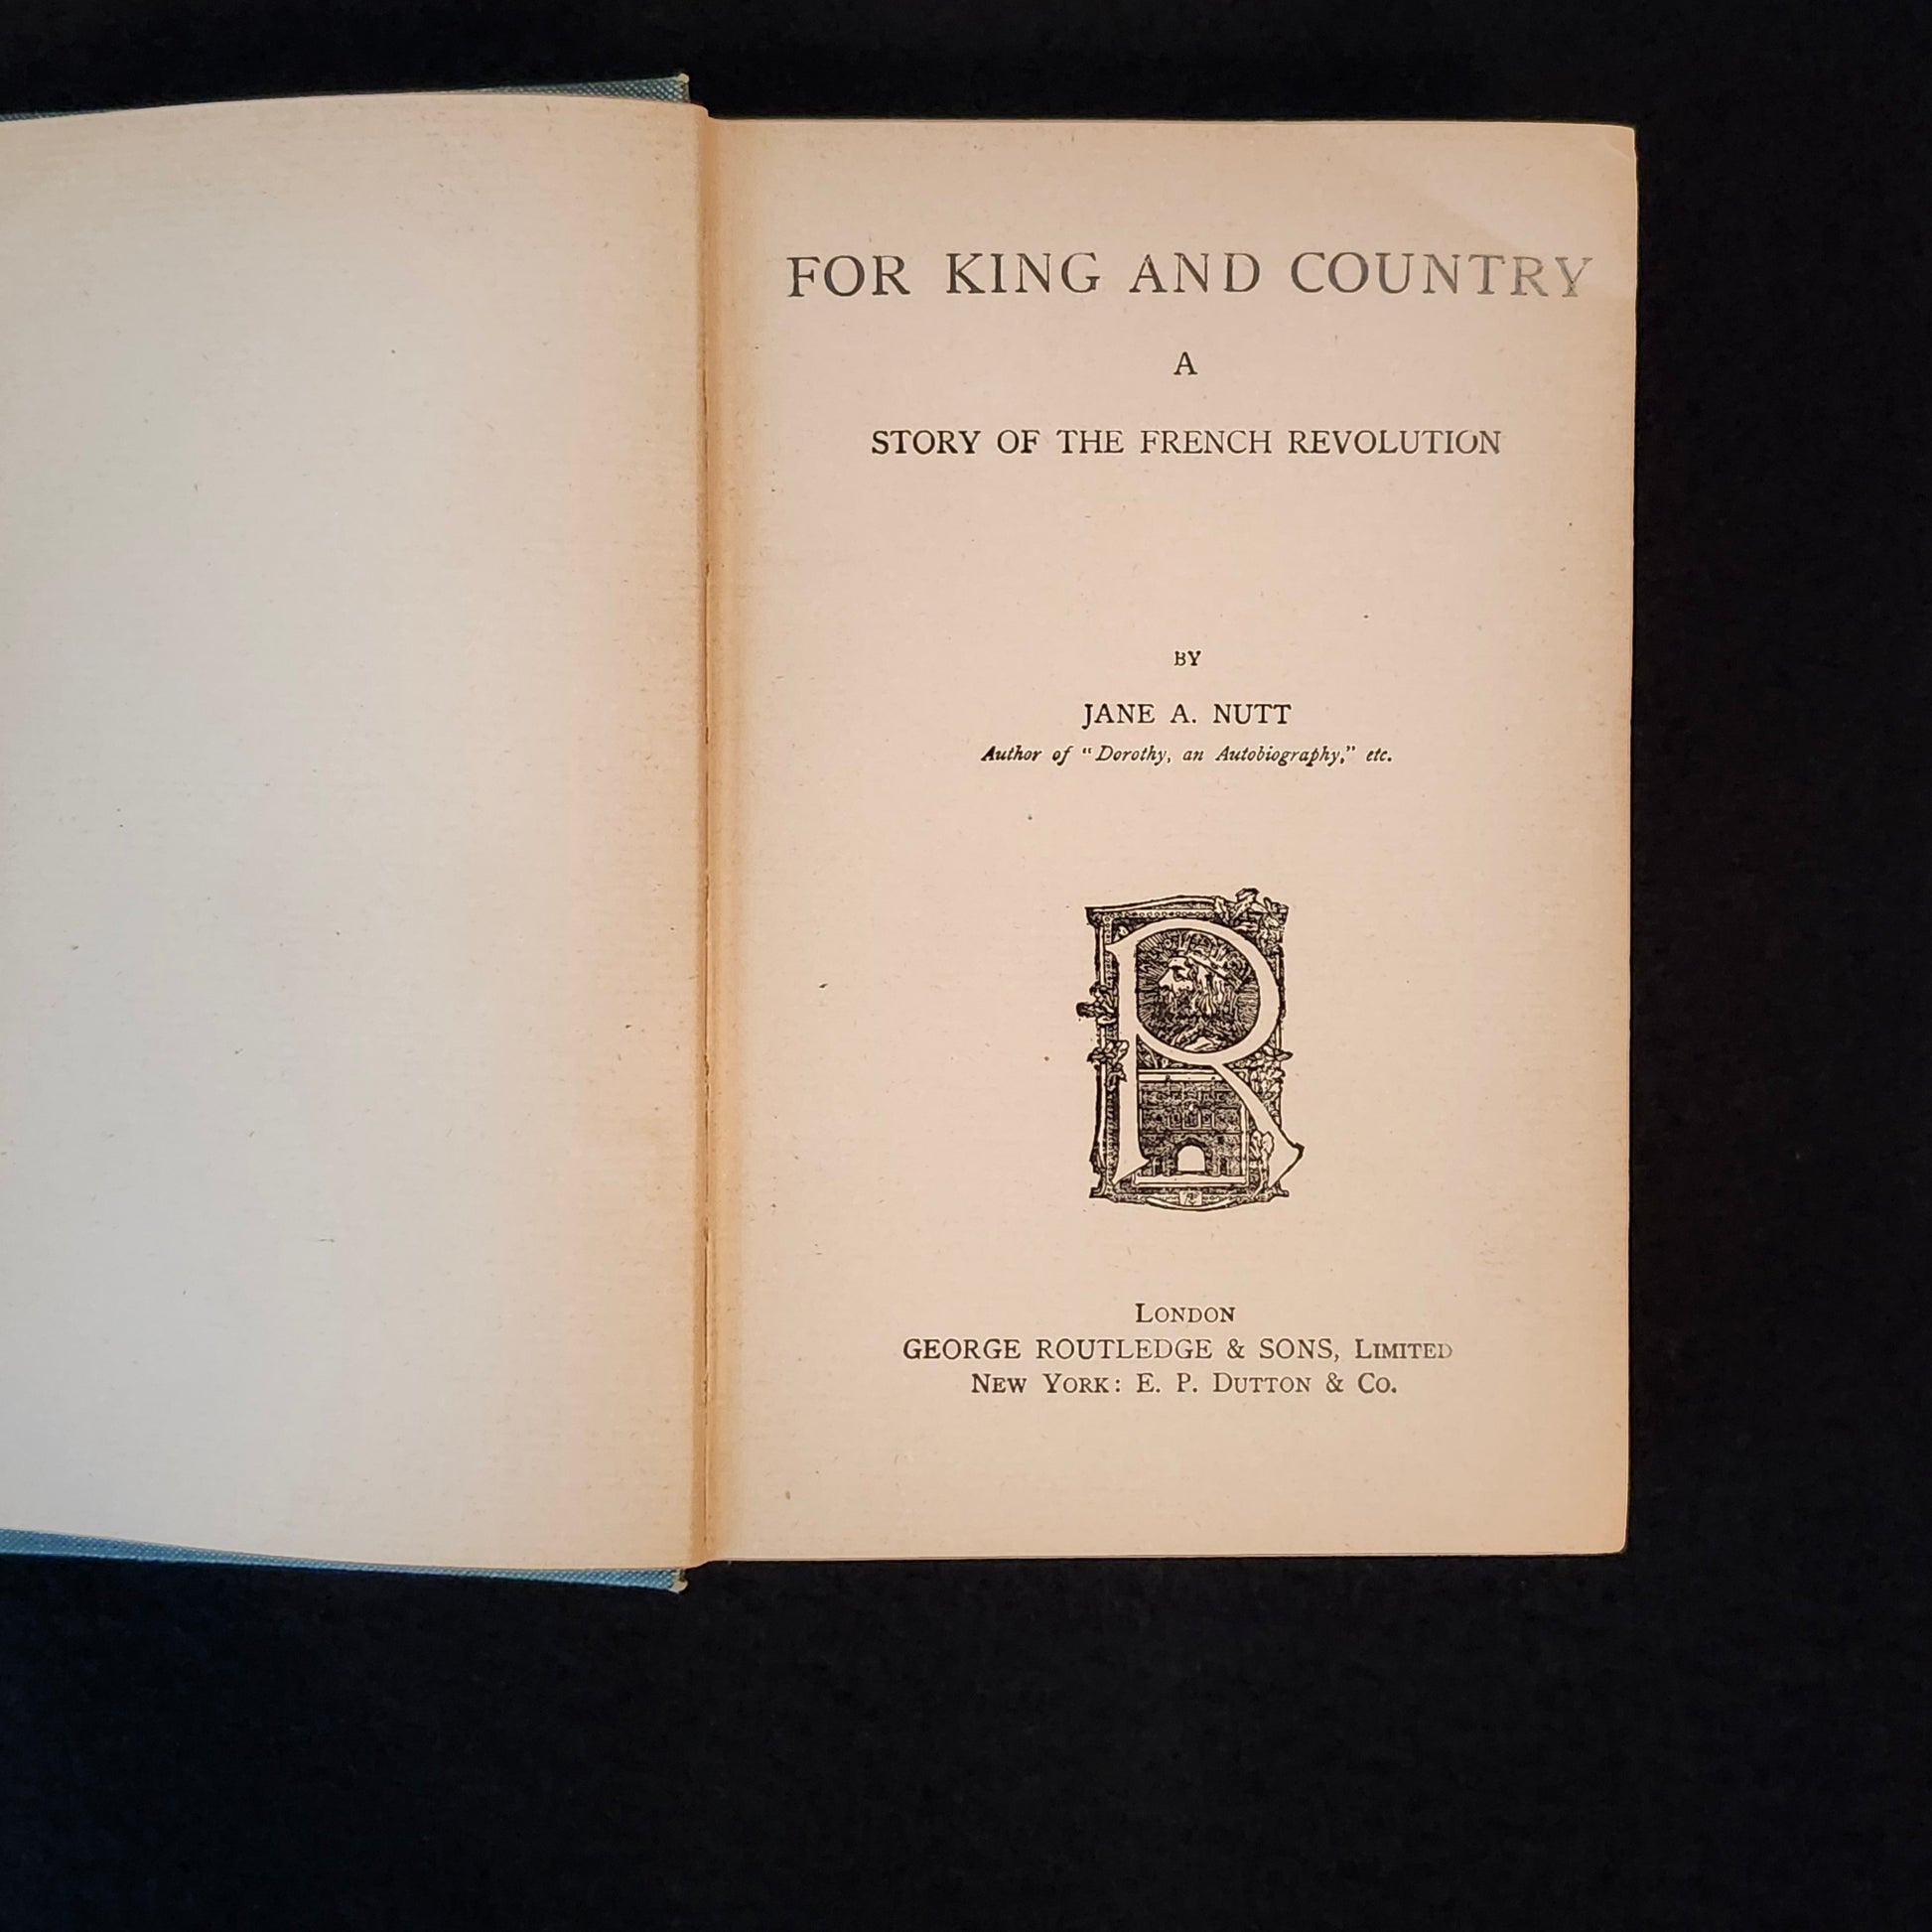 FOR KING AND COUNTRY
A
STORY OF THE FRENCH REVOLUTION
BY
JANE A. NUTT
Author of “Dorothy, an Autobiography,” etc.
R
LONDON
GEORGE ROUTLEDGE & SONS, LIMITED
NEW YORK: E. P. DUTTON & CO.